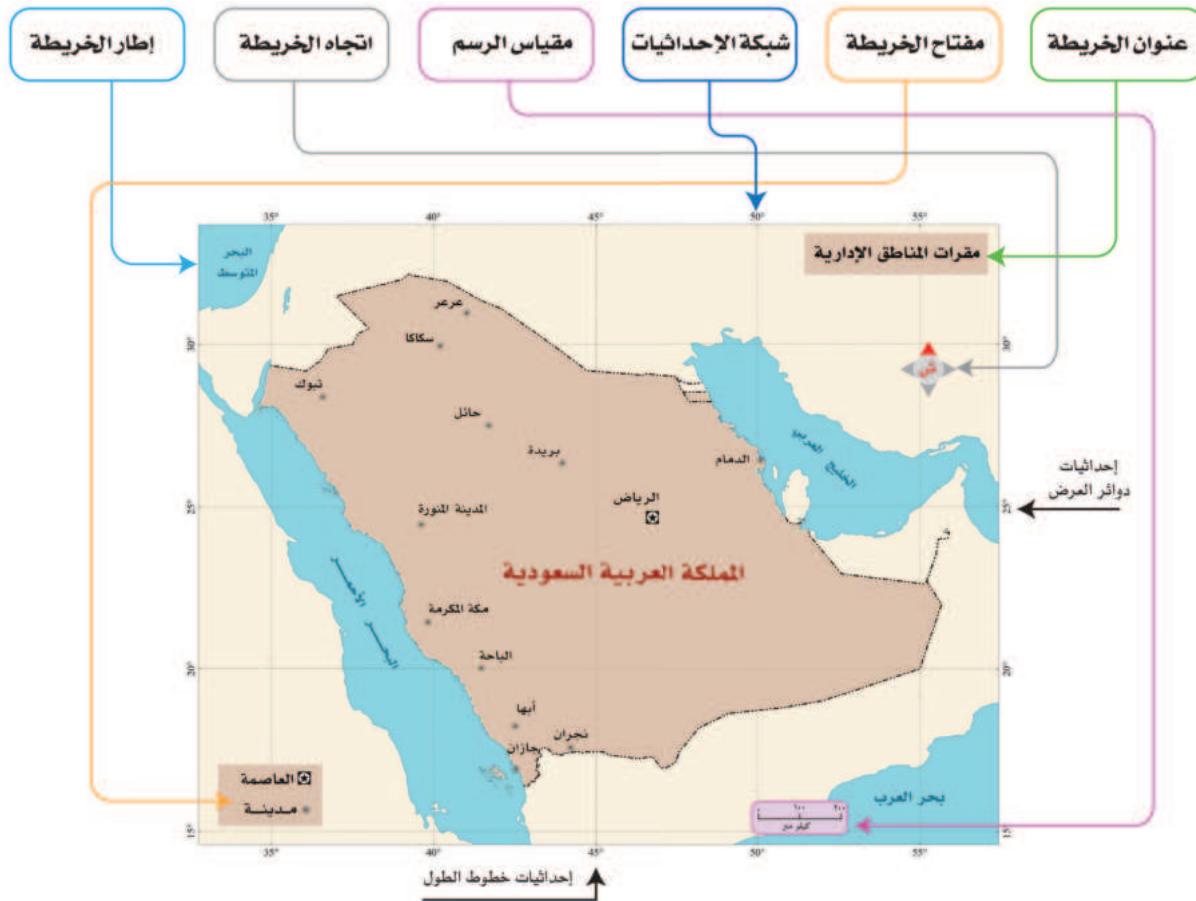 عنوان الخريطة
مفتاح الخريطة
شبكة الإحداثيات
مقياس الرسم
اتجاه الخريطة
إطار الخريطة
35°
40°
45°
50°
55°
مقرات المناطق الإدارية
البحر
المتوسط
عرعر
سكاكا
30°
30°
ش
تبوك
حائل
بريدة
الدمام
الخليج العربي
إحداثيات
دوائر العرض
الرياض
المدينة المنورة
25°
25°
المملكة العربية السعودية
البحر الأحمر
مكة المكرمة
الباحة
20°
20°
أبها
نجران
جازان
العاصمة
مدينة
بحر العرب
١٠٠ ٢٠٠
كيلو متر
15°
15°
35°
40°
45°
50°
55°
إحداثيات خطوط الطول